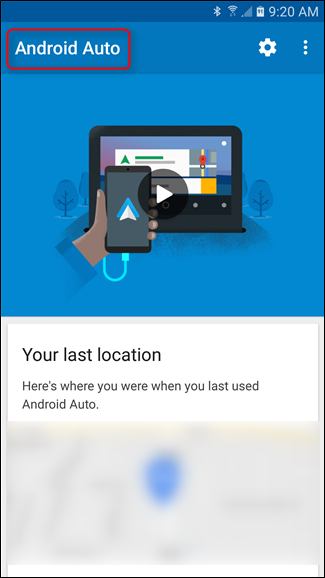 9:20 AM
Android Auto
Your last location
Here's where you were when you last used
Android Auto.